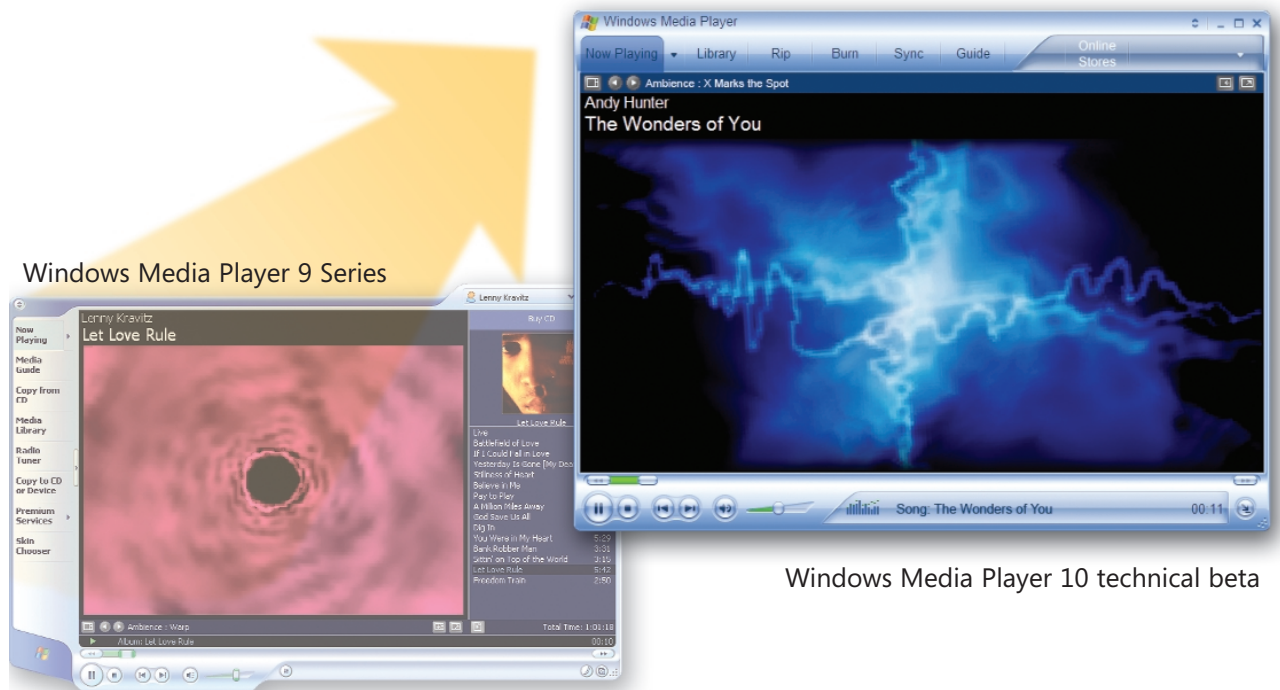 Windows Media Player
Now Playing
Library
Rip
Burn
Sync
Guide
Online
Stores
Ambience : X Marks the Spot
Andy Hunter
The Wonders of You
Song: The Wonders of You
00:11
Windows Media Player 10 technical beta
Windows Media Player 9 Series
Lenny Kravitz
Now
Playing
Media
Guide
Copy from
CD
Media
Library
Radio
Tuner
Copy to CD
or Device
Premium
Services
Skin
Chooser
Lenny Kravitz
Let Love Rule
Buy CD
Let Love Rule
Live
Battlefield of Love
If I Could Fall in Love
Yesterday Is Gone [My Dea
Stillness of Heart
Believe in Me
Pay to Play
A Million Miles Away
God Save Us All
Dig In
You Were in My Heart 5:29
Bank Robber Man 3:31
Sittin' on Top of the World 3:15
Let Love Rule 5:42
Freedom Train 2:50
Total Time: 1:01:18
Ambience : Warp
Album: Let Love Rule
00:10